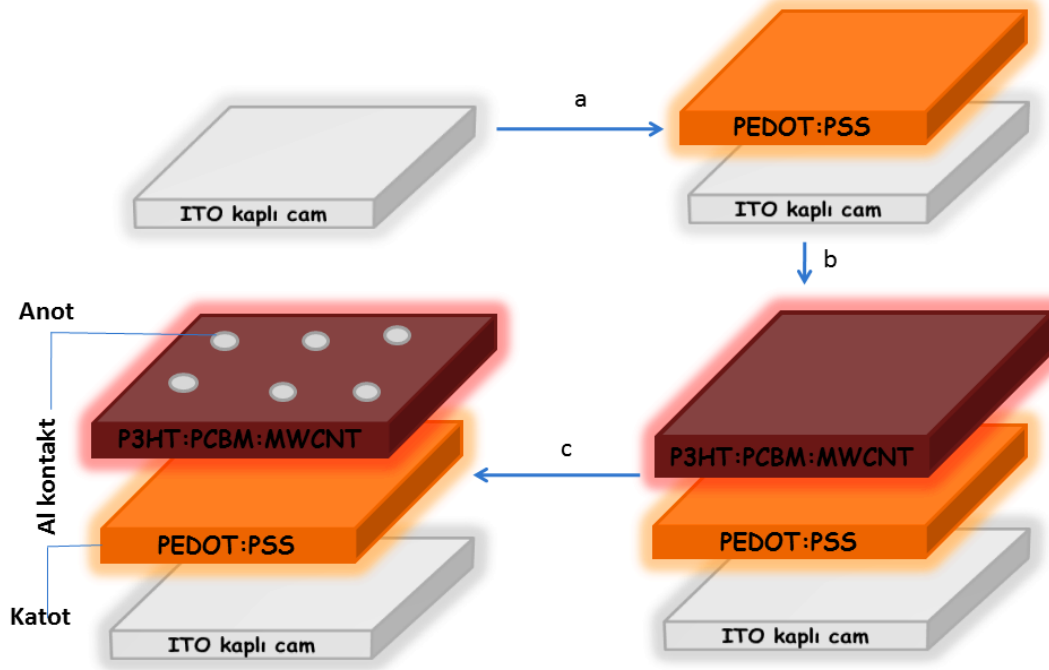 a
PEDOT:PSS
ITO kaplı cam
ITO kaplı cam
b
Anot
P3HT:PCBM:MWCNT
P3HT:PCBM:MWCNT
c
Al kontakt
PEDOT:PSS
PEDOT:PSS
Katot
ITO kaplı cam
ITO kaplı cam